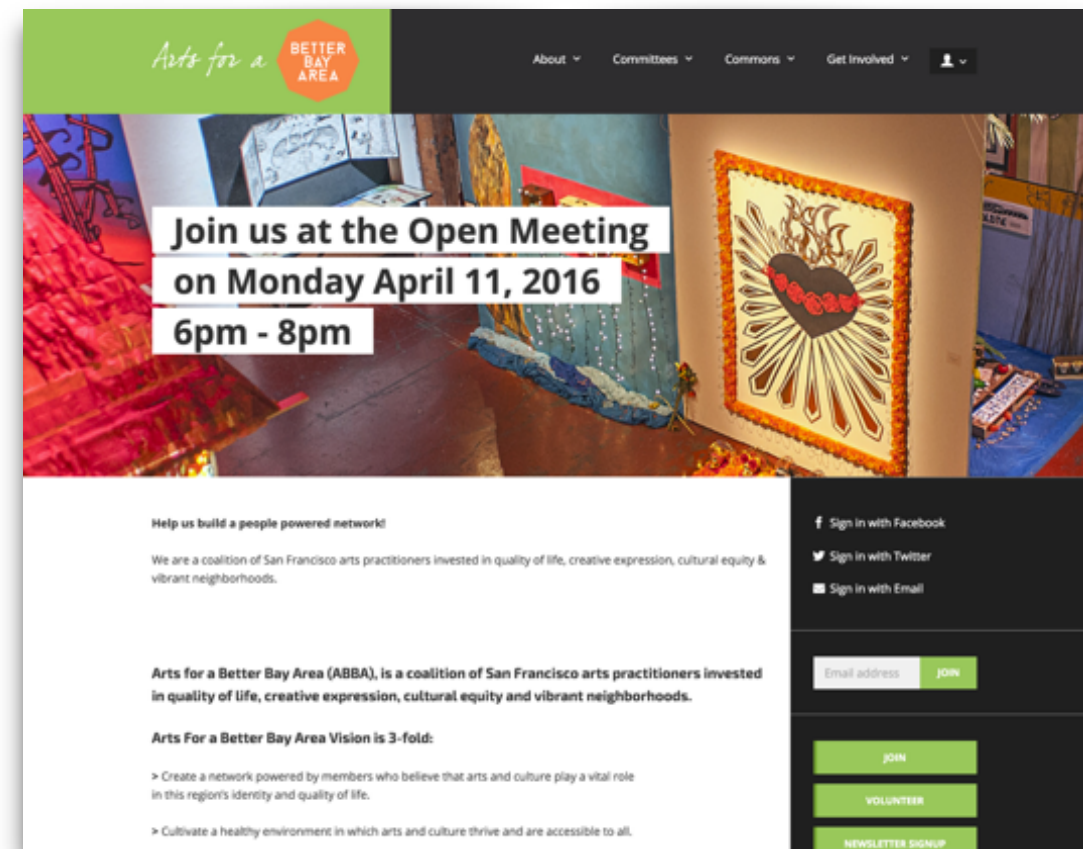 Arts for a
BETTER
BAY
AREA
About
Committees
Commons
Get Involved
Join us at the Open Meeting
on Monday April 11, 2016
6pm - 8pm
Help us build a people powered network!
We are a coalition of San Francisco arts practitioners invested in quality of life, creative expression, cultural equity &
vibrant neighborhoods.
Arts for a Better Bay Area (ABBA), is a coalition of San Francisco arts practitioners invested
in quality of life, creative expression, cultural equity and vibrant neighborhoods.
Arts For a Better Bay Area Vision is 3-fold:
> Create a network powered by members who believe that arts and culture play a vital role
in this region's identity and quality of life.
> Cultivate a healthy environment in which arts and culture thrive and are accessible to all.
Sign in with Facebook
Sign in with Twitter
Sign in with Email
Email address
JOIN
JOIN
VOLUNTEER
NEWSLETTER SIGNUP